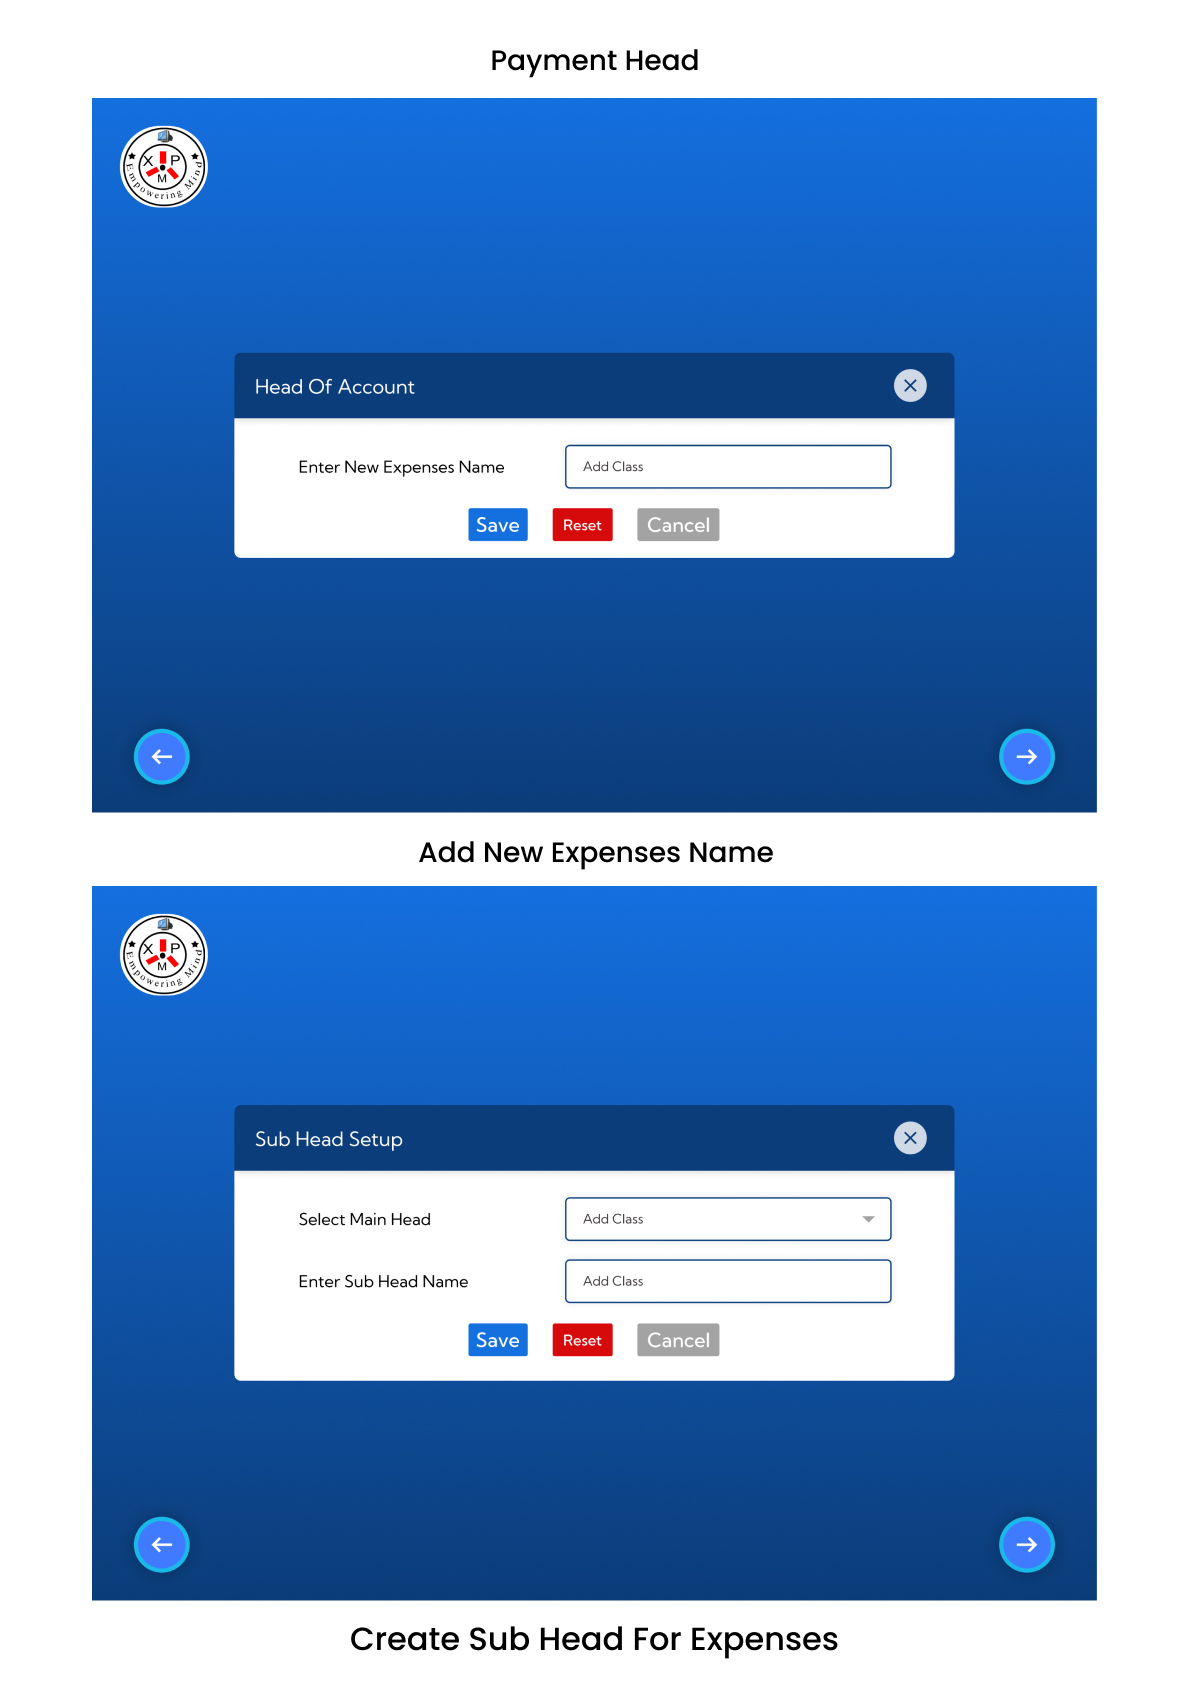 Payment Head
X P
M
Empowering Mind
Head Of Account
Enter New Expenses Name
Add Class
Save Reset Cancel
Add New Expenses Name
X P
M
Empowering Mind
Sub Head Setup
Select Main Head
Add Class
Enter Sub Head Name
Add Class
Save Reset Cancel
Create Sub Head For Expenses